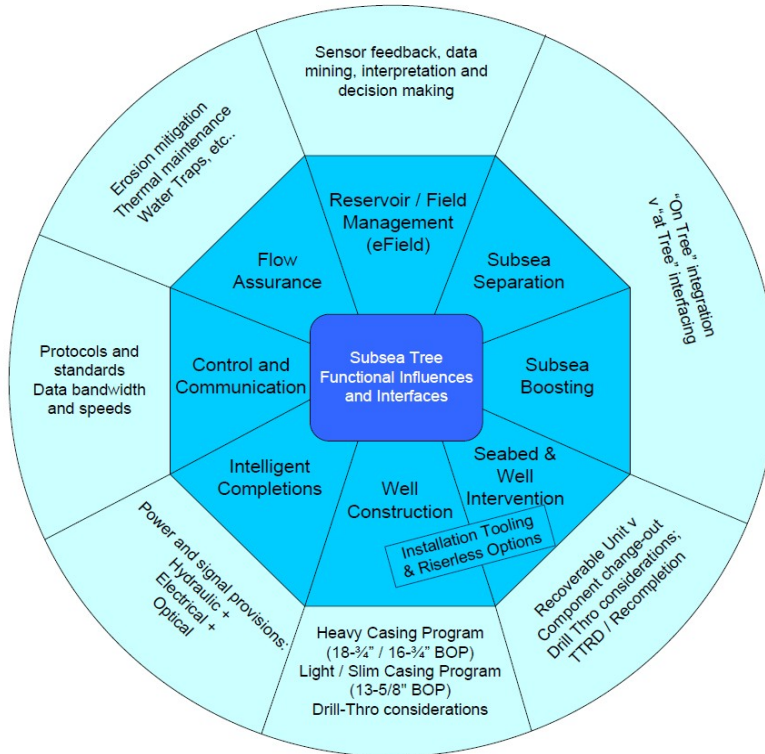 Sensor feedback, data
mining, interpretation and
decision making
Erosion mitigation
Thermal maintenance
Water Traps, etc..
"On Tree" integration
v "at Tree" interfacing
Reservoir / Field
Management
(eField)
Flow
Assurance
Subsea
Separation
Protocols and
standards
Data bandwidth
and speeds
Control and
Communication
Subsea Tree
Functional Influences
and Interfaces
Subsea
Boosting
Intelligent
Completions
Well
Construction
Seabed &
Well
Intervention
Installation Tooling
& Riserless Options
Power and signal provisions:
Hydraulic +
Electrical +
Optical
Heavy Casing Program
(18-¾" / 16-¾" BOP)
Light / Slim Casing Program
(13-5/8" BOP)
Drill-Thro considerations
Recoverable Unit v
Component change-out
Drill Thro considerations;
TTRD / Recompletion